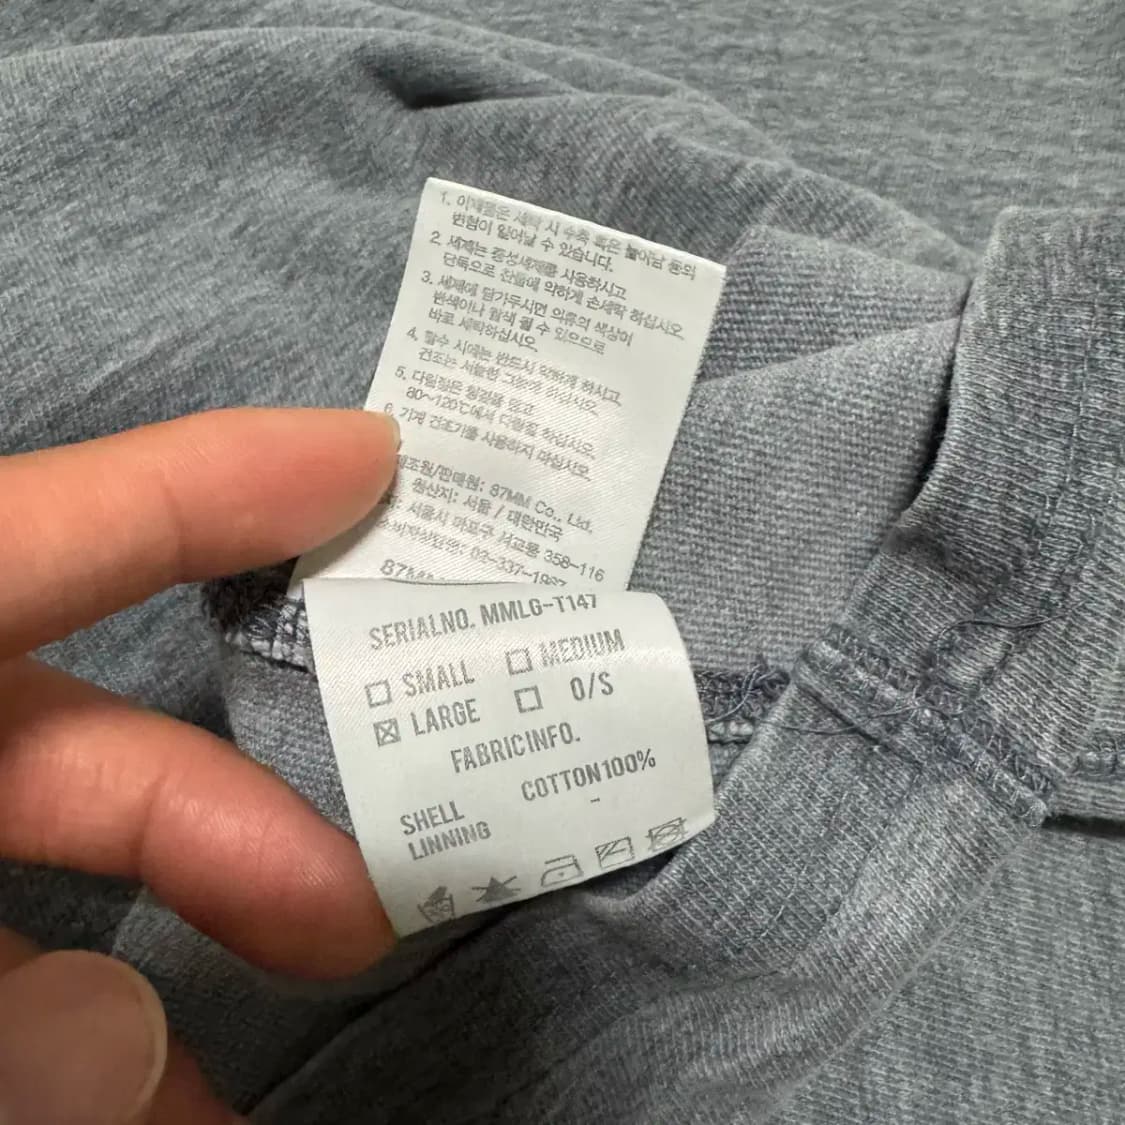 1. 이제품은 세탁 시 수축 혹은 늘어남 등의
변형이 일어날 수 있습니다.
2. 세제는 중성세제를 사용하시고
단독으로 찬물에 약하게 손세탁 하십시오
3. 세제에 담가두시면 의류의 색상이
변색이나 탈색 될 수 있으므로
바로 세탁하십시오.
4. 탈수 시에는 반드시 약하게 하시고,
건조는 서늘한 그늘에 하십시오.
5. 다림질은 헝겊을 덮고
80~120℃에서 다림질 하십시오.
6. 기계 건조기를 사용하지 마십시오.
제조원/판매원: 87MM Co., Ltd.
원산지: 서울 / 대한민국
서울시 마포구 서교동 358-116
02-337-1987
87MM
SERIALNO. MMLG-T147
SMALL MEDIUM
LARGE O/S
FABRICINFO.
COTTON100%
SHELL -
LINNING